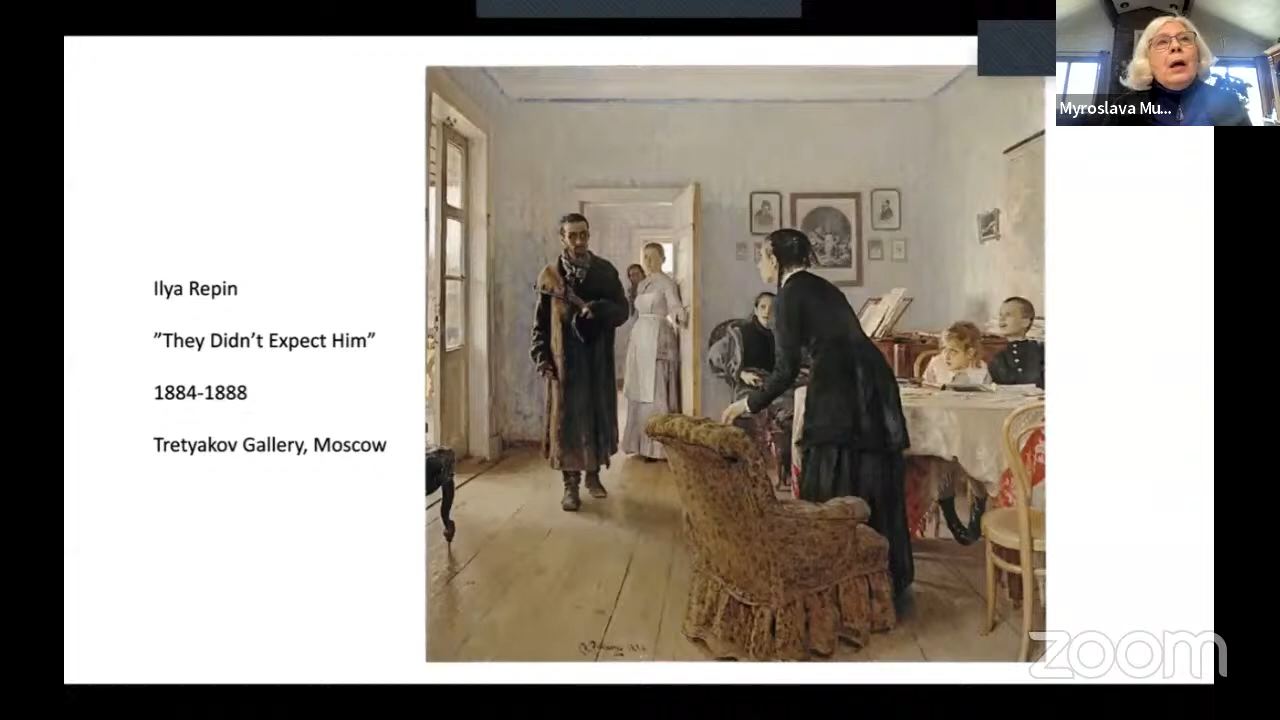 Myroslava Mu...
Ilya Repin
”They Didn’t Expect Him”
1884-1888
Tretyakov Gallery, Moscow
zoom